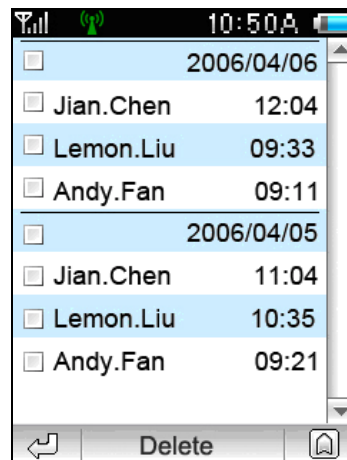 10:50A
2006/04/06
Jian.Chen 12:04
Lemon.Liu 09:33
Andy.Fan 09:11
2006/04/05
Jian.Chen 11:04
Lemon.Liu 10:35
Andy.Fan 09:21
Delete